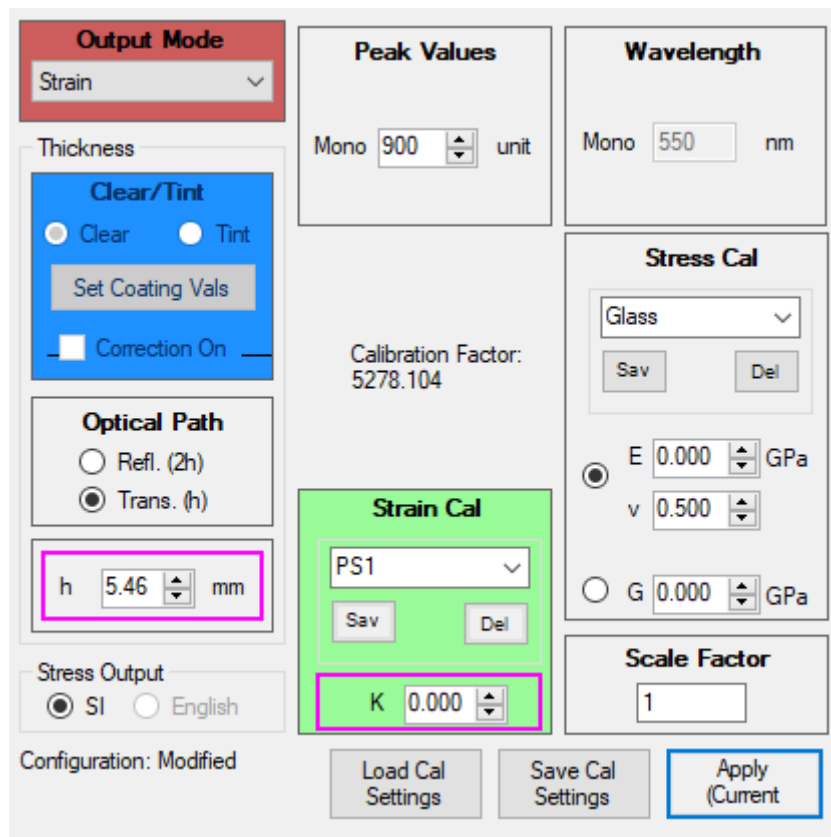 Output Mode
Strain
Peak Values
Mono 900 unit
Wavelength
Mono 550 nm
Thickness
Clear/Tint
Clear Tint
Set Coating Vals
Correction On
Optical Path
Refl. (2h)
Trans. (h)
h 5.46 mm
Stress Output
SI English
Configuration: Modified
Calibration Factor:
5278.104
Strain Cal
PS1
Sav Del
K 0.000
Stress Cal
Glass
Sav Del
E 0.000 GPa
v 0.500
G 0.000 GPa
Scale Factor
1
Load Cal
Settings
Save Cal
Settings
Apply
(Current